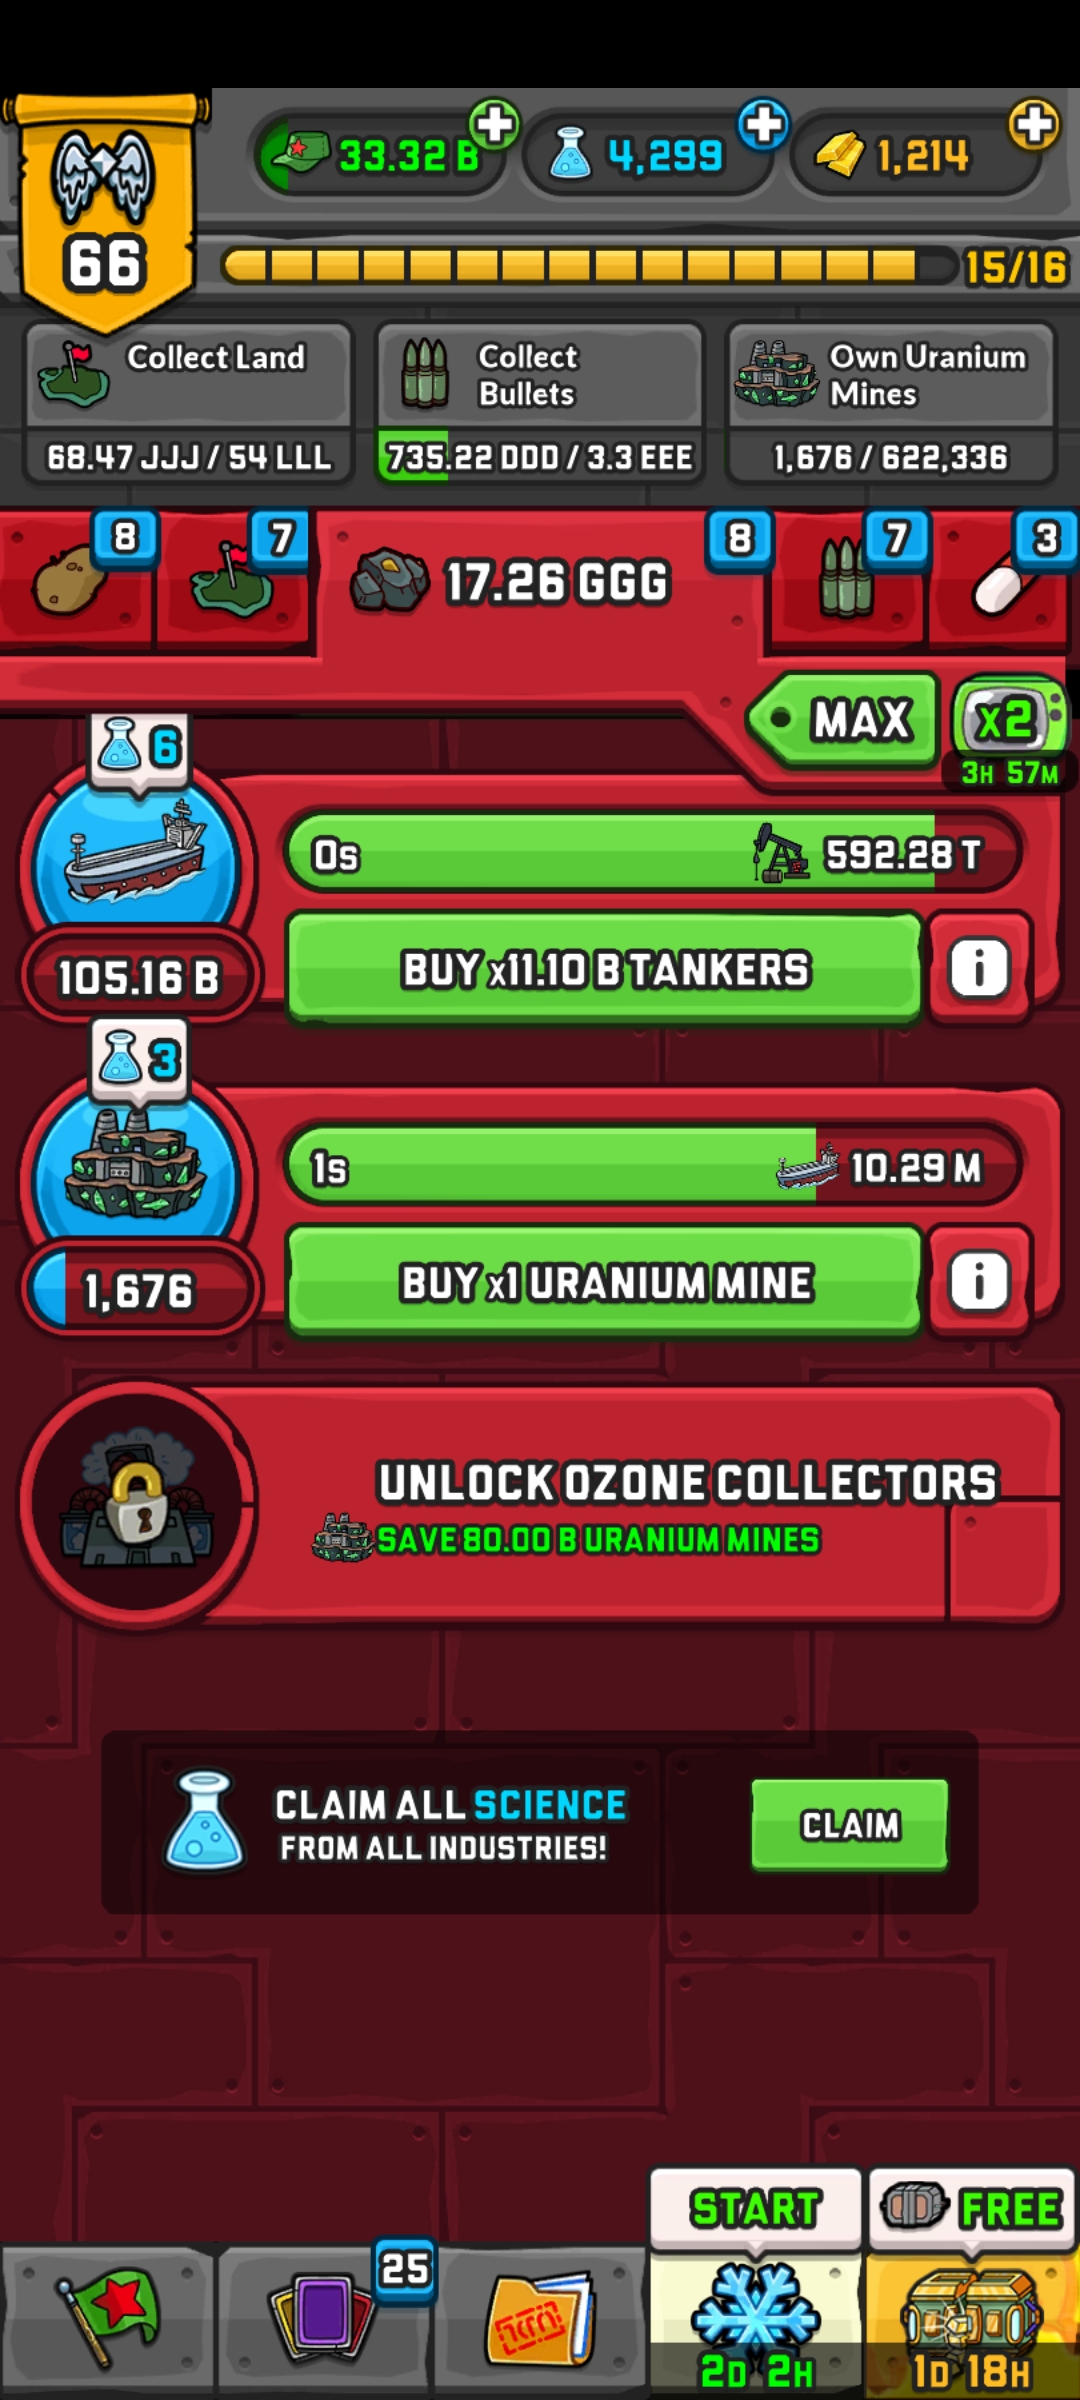 33.32 B
4,299
1,214
66
15/16
Collect Land
68.47 JJJ / 54 LLL
Collect
Bullets
735.22 DDD / 3.3 EEE
Own Uranium
Mines
1,676 / 622,336
8
7
17.26 GGG
8
7
3
MAX
x2
3H 57M
6
0s
592.28 T
105.16 B
BUY x11.10 B TANKERS
i
3
1s
10.29 M
1,676
BUY x1 URANIUM MINE
i
UNLOCK OZONE COLLECTORS
SAVE 80.00 B URANIUM MINES
CLAIM ALL SCIENCE
FROM ALL INDUSTRIES!
CLAIM
START
FREE
25
2D 2H
1D 18H